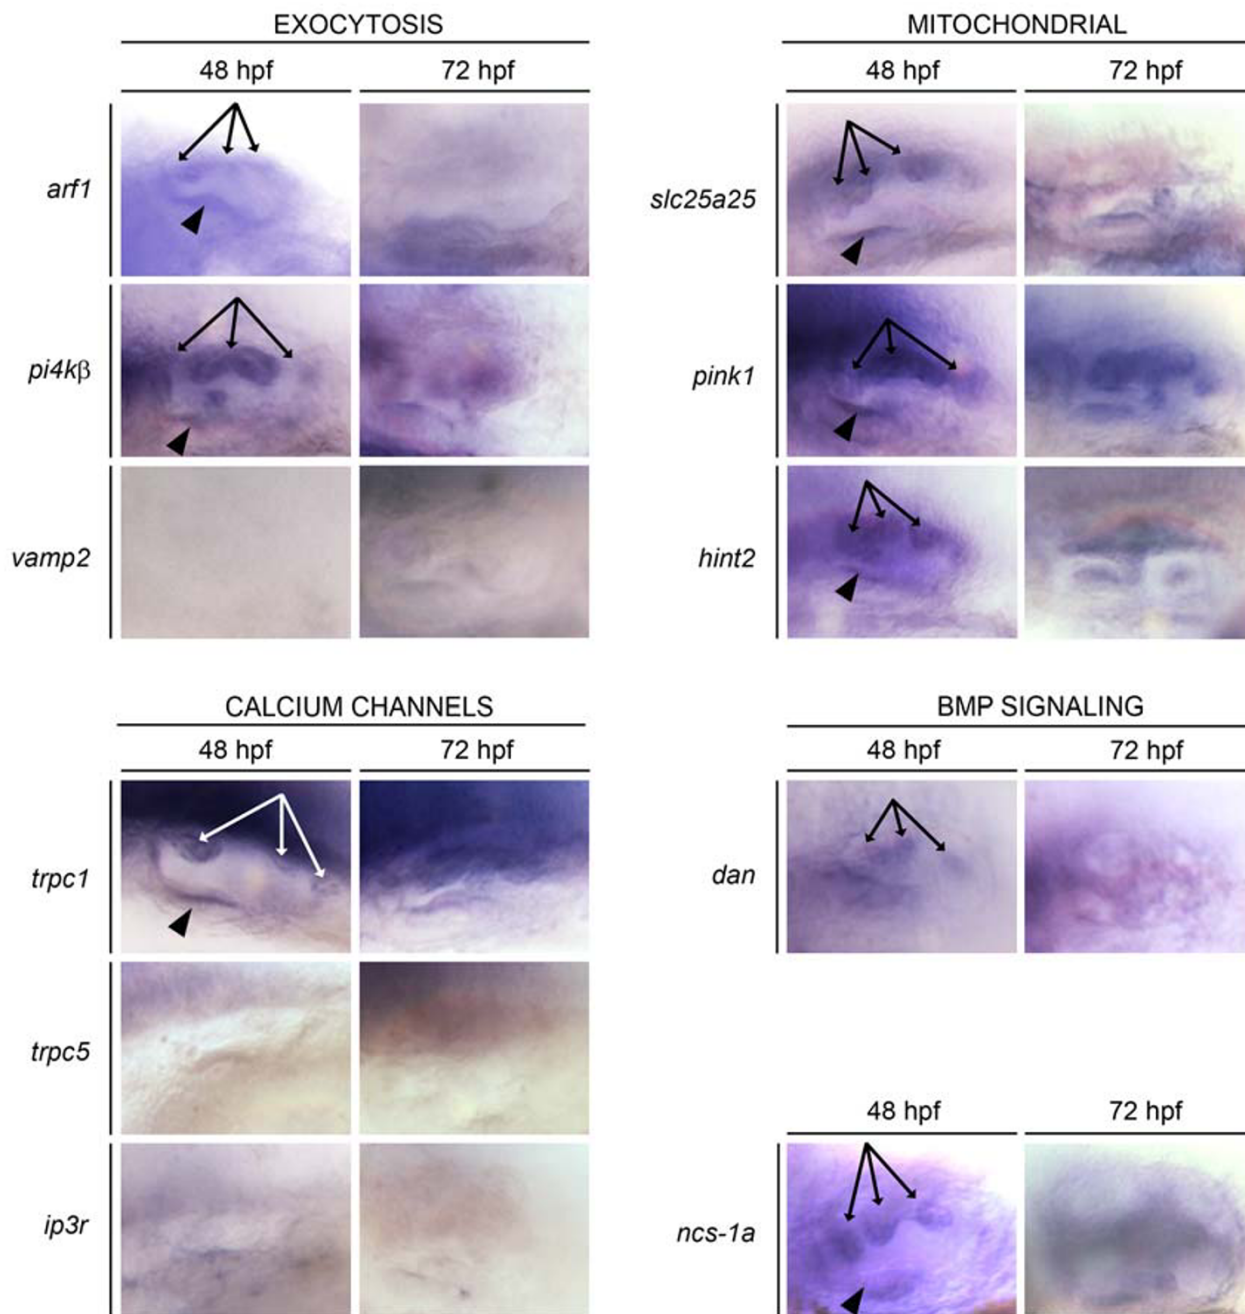 EXOCYTOSIS
48 hpf 72 hpf
arf1
pi4kβ
vamp2
MITOCHONDRIAL
48 hpf 72 hpf
slc25a25
pink1
hint2
CALCIUM CHANNELS
48 hpf 72 hpf
trpc1
trpc5
ip3r
BMP SIGNALING
48 hpf 72 hpf
dan
48 hpf 72 hpf
ncs-1a